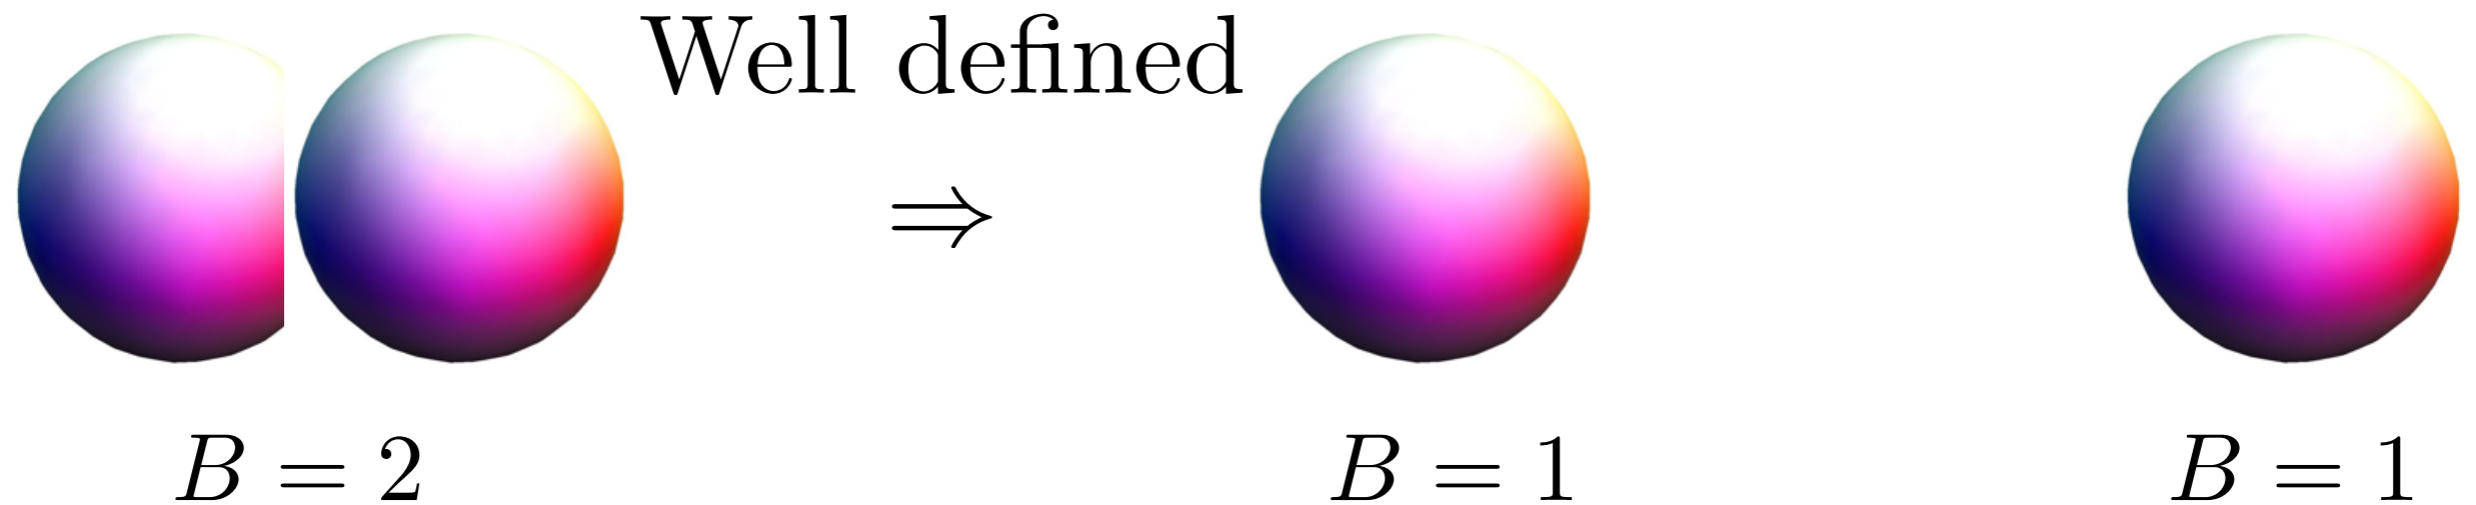 Well defined
⇒
B = 2
B = 1
B = 1